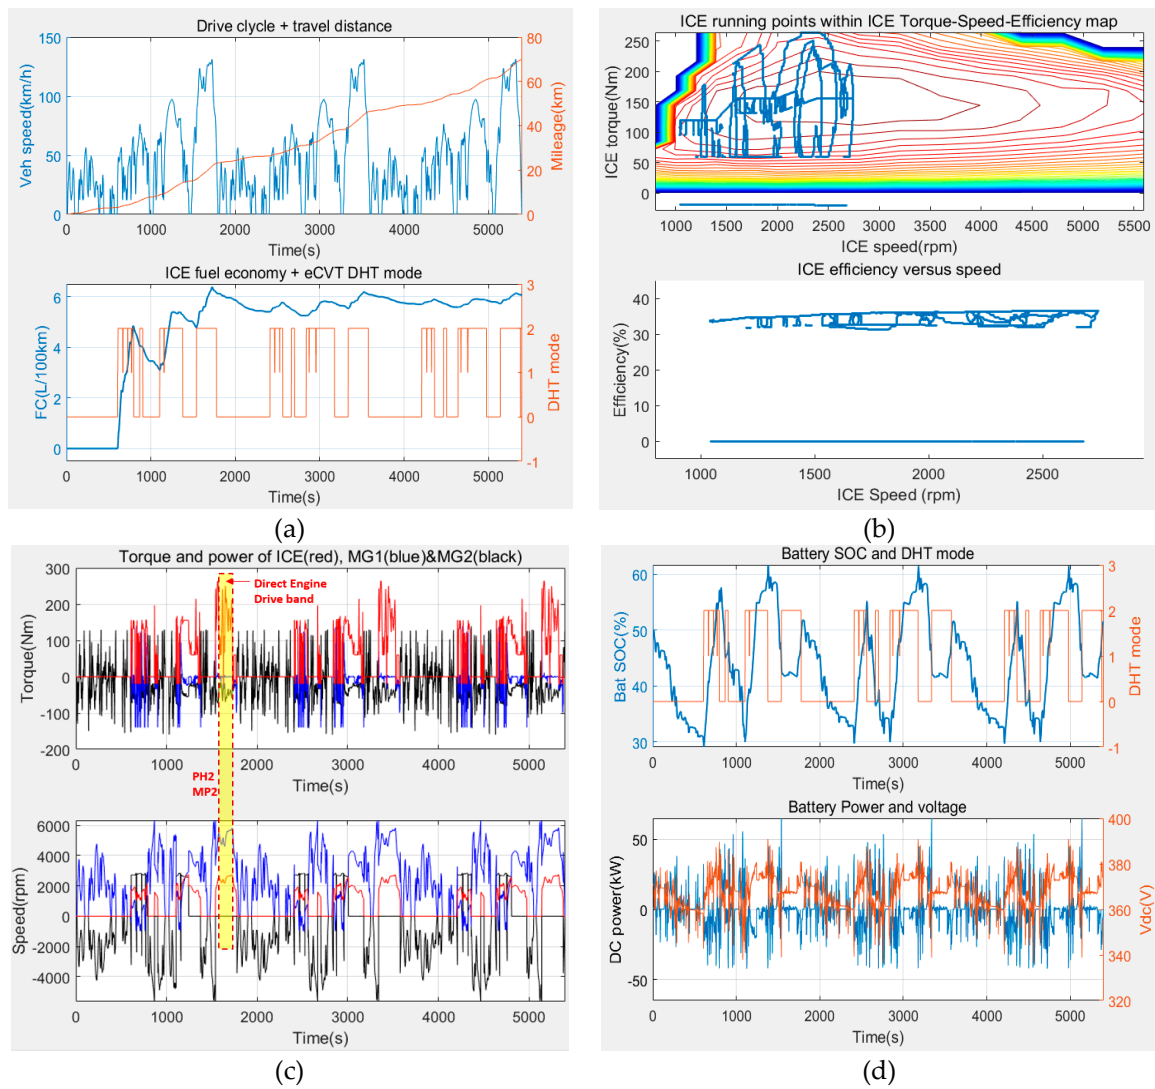 Drive clycle + travel distance
150
100
50
0
80
60
40
20
0
Veh speed(km/h)
Mileage(km)
0 1000 2000 3000 4000 5000
Time(s)
ICE fuel economy + eCVT DHT mode
6
4
2
0
3
2
1
0
-1
FC(L/100km)
DHT mode
0 1000 2000 3000 4000 5000
Time(s)
(a)
ICE running points within ICE Torque-Speed-Efficiency map
250
200
150
100
50
0
ICE torque(Nm)
1000 1500 2000 2500 3000 3500 4000 4500 5000 5500
ICE speed(rpm)
ICE efficiency versus speed
40
30
20
10
0
Efficiency(%)
1000 1500 2000 2500
ICE Speed (rpm)
(b)
Torque and power of ICE(red), MG1(blue)&MG2(black)
300
200
100
0
-100
-200
Torque(Nm)
Direct Engine
Drive band
0 1000 2000 3000 4000 5000
Time(s)
PH2
MP2
6000
4000
2000
0
-2000
-4000
Speed(rpm)
0 1000 2000 3000 4000 5000
Time(s)
(c)
Battery SOC and DHT mode
60
50
40
30
3
2
1
0
-1
Bat SOC(%)
DHT mode
0 1000 2000 3000 4000 5000
Time(s)
Battery Power and voltage
50
0
-50
400
380
360
340
320
DC power(kW)
Vdc(V)
0 1000 2000 3000 4000 5000
Time(s)
(d)